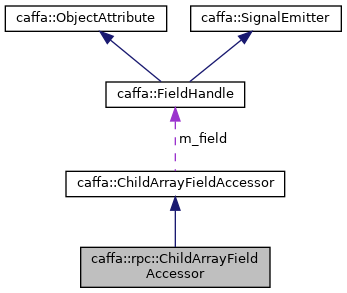 caffa::ObjectAttribute
caffa::SignalEmitter
caffa::FieldHandle
m_field
caffa::ChildArrayFieldAccessor
caffa::rpc::ChildArrayField
Accessor